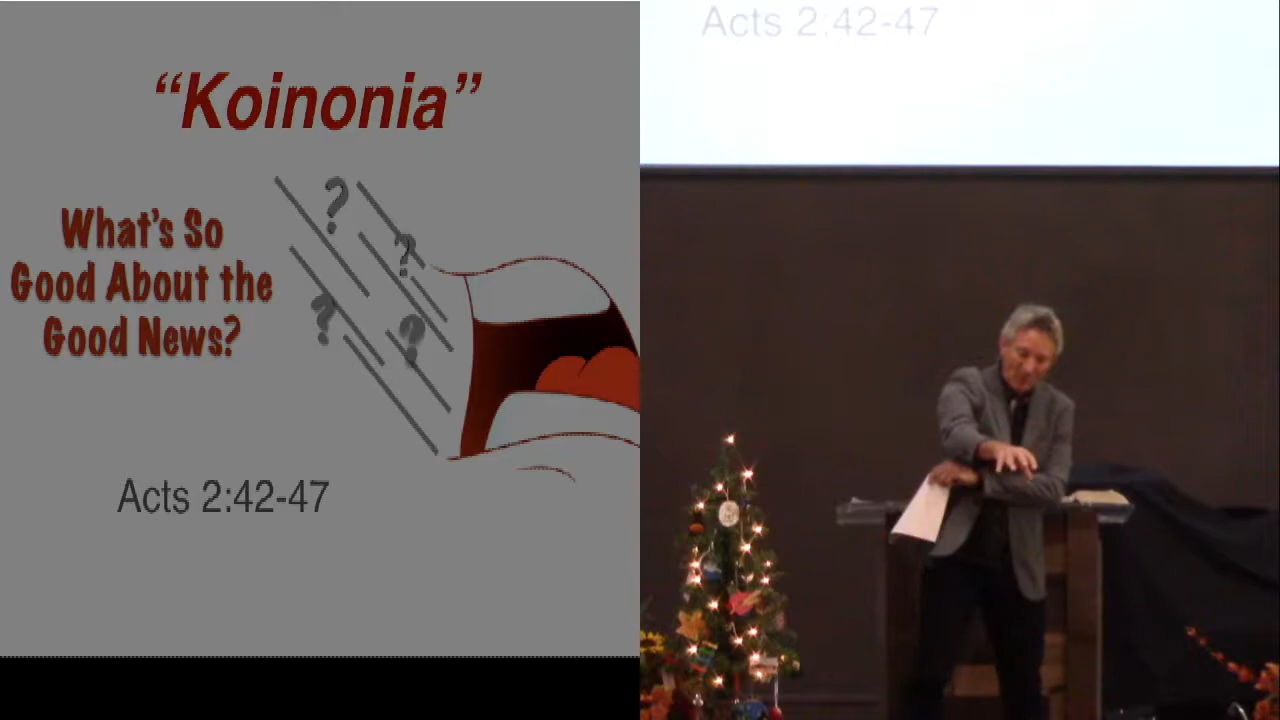 “Koinonia”
What’s So
Good About the
Good News?
?
?
?
?
Acts 2:42-47
Acts 2:42-47